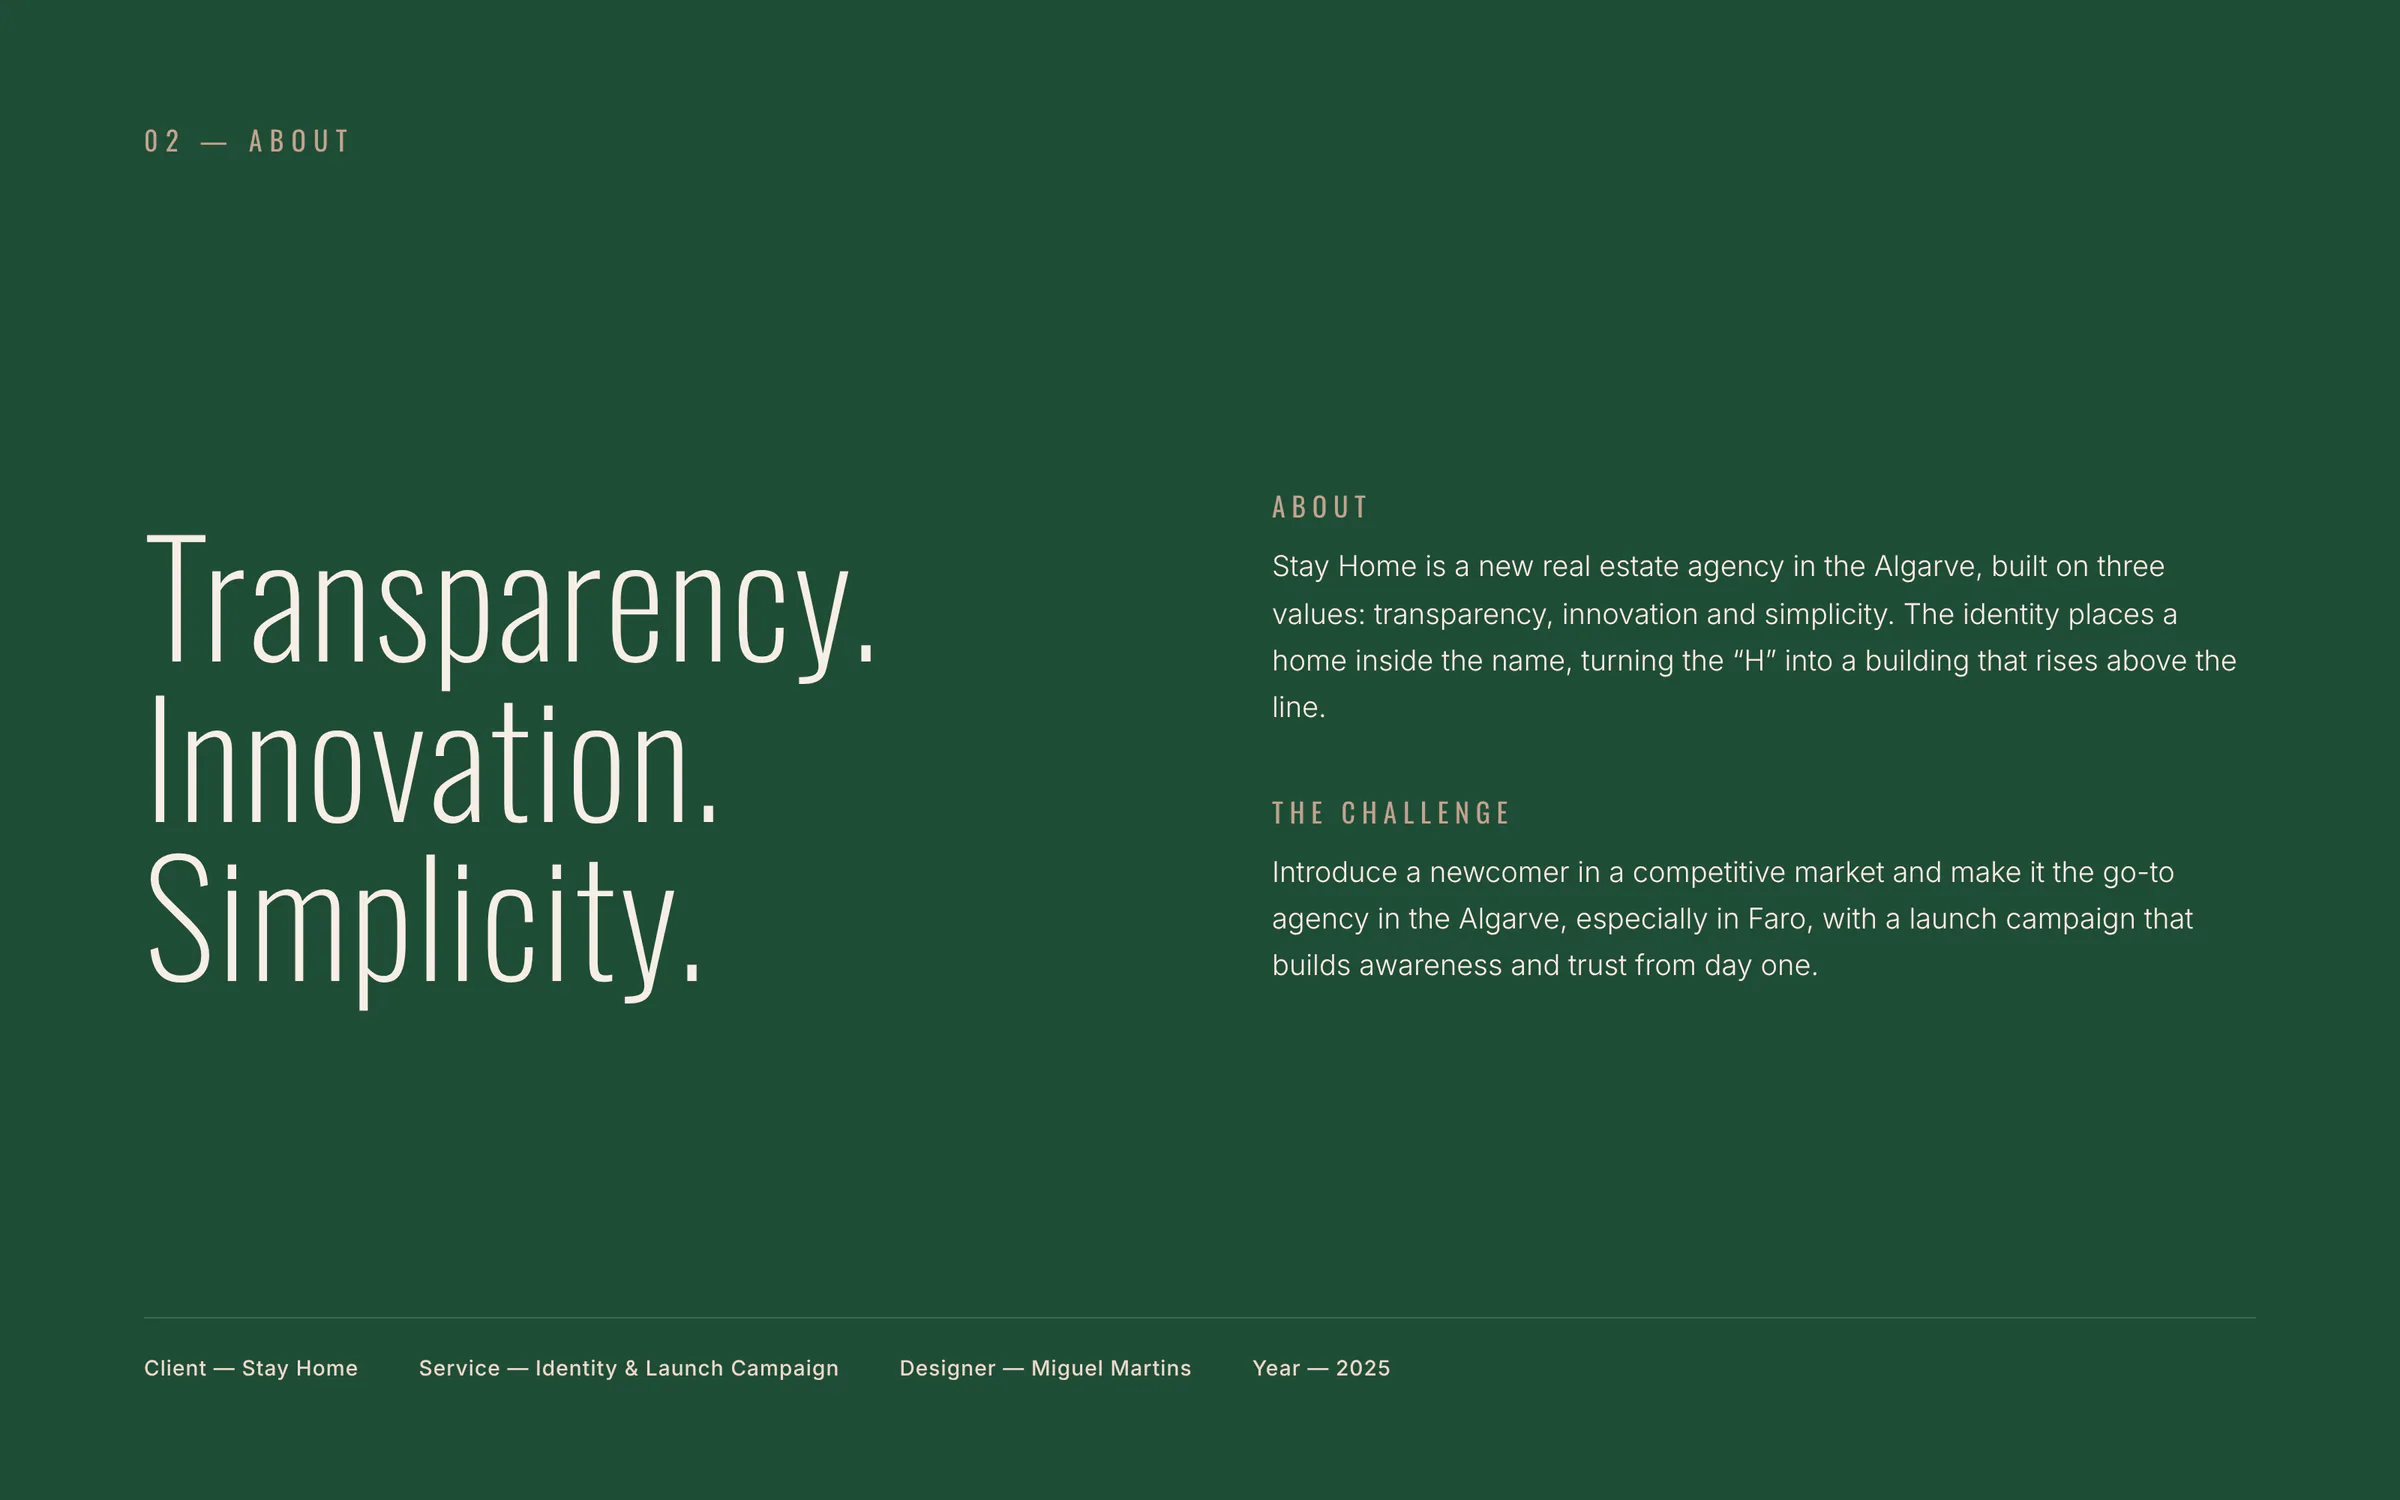 02 — ABOUT
Transparency.
Innovation.
Simplicity.
ABOUT
Stay Home is a new real estate agency in the Algarve, built on three
values: transparency, innovation and simplicity. The identity places a
home inside the name, turning the “H” into a building that rises above the
line.
THE CHALLENGE
Introduce a newcomer in a competitive market and make it the go-to
agency in the Algarve, especially in Faro, with a launch campaign that
builds awareness and trust from day one.
Client — Stay Home Service — Identity & Launch Campaign Designer — Miguel Martins Year — 2025